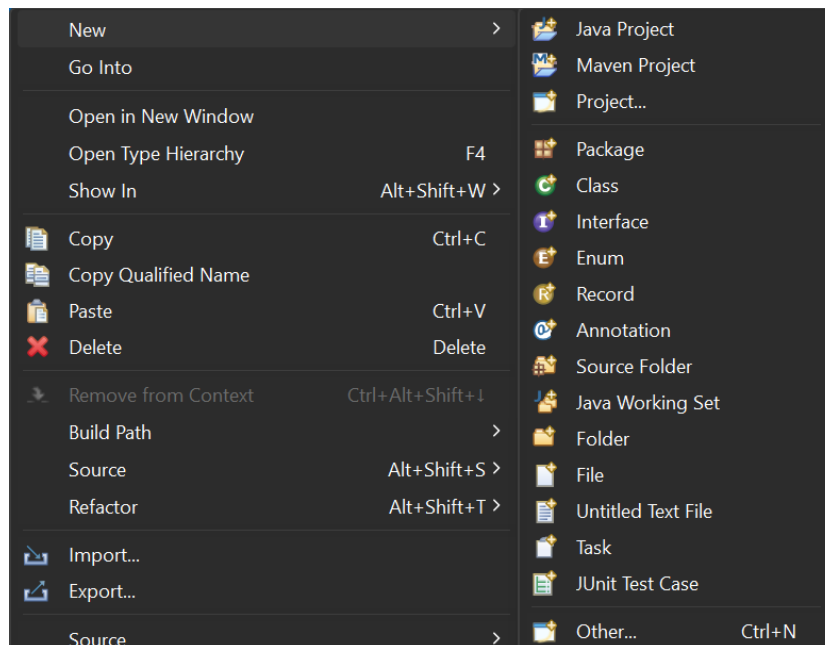 New
Go Into
Open in New Window
Open Type Hierarchy F4
Show In Alt+Shift+W >
Copy Ctrl+C
Copy Qualified Name
Paste Ctrl+V
Delete Delete
Remove from Context Ctrl+Alt+Shift+↓
Build Path >
Source Alt+Shift+S >
Refactor Alt+Shift+T >
Import...
Export...
Source >
Java Project
Maven Project
Project...
Package
Class
Interface
Enum
Record
Annotation
Source Folder
Java Working Set
Folder
File
Untitled Text File
Task
JUnit Test Case
Other... Ctrl+N